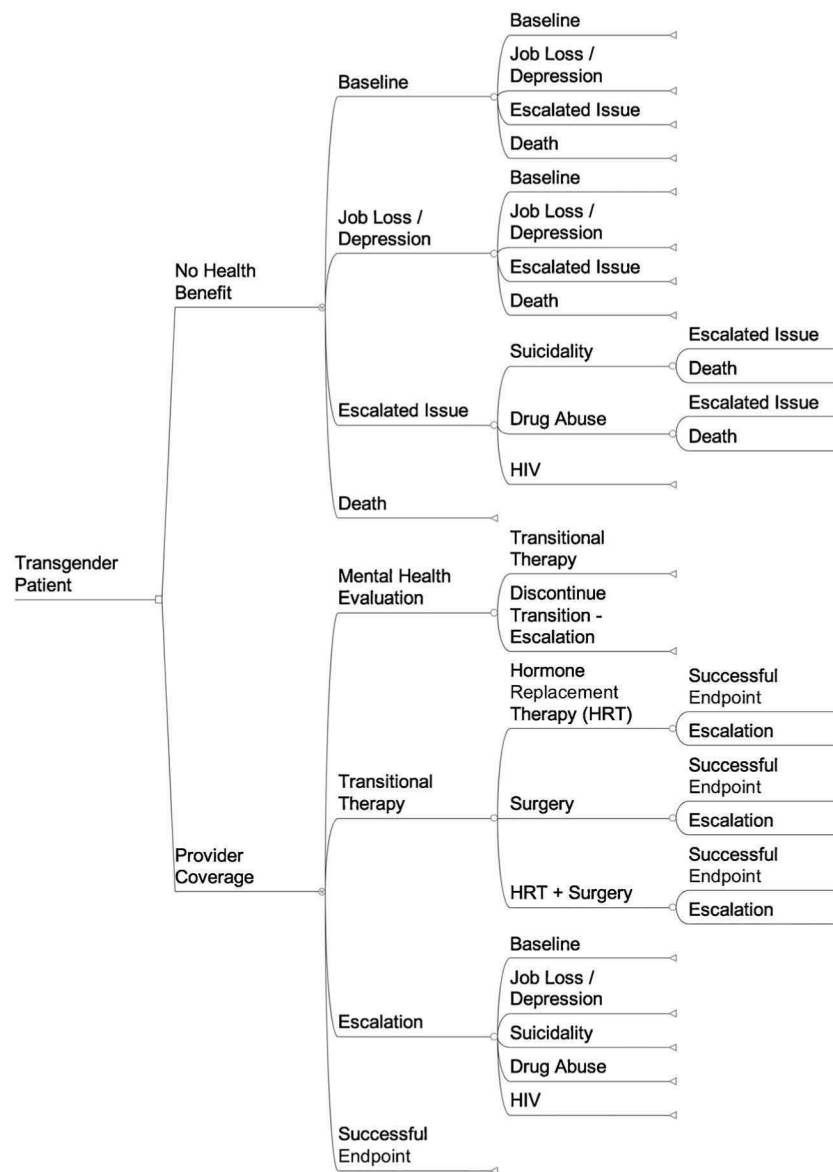 Baseline
Job Loss /
Depression
Baseline
Escalated Issue
Death
Baseline
Job Loss /
Depression
Job Loss /
Depression
No Health
Benefit
Escalated Issue
Death
Suicidality
Escalated Issue
Death
Escalated Issue
Drug Abuse
Escalated Issue
Death
HIV
Death
Transgender
Patient
Transitional
Therapy
Mental Health
Evaluation
Discontinue
Transition -
Escalation
Hormone
Replacement
Therapy (HRT)
Successful
Endpoint
Escalation
Transitional
Therapy
Surgery
Successful
Endpoint
Escalation
Provider
Coverage
HRT + Surgery
Successful
Endpoint
Escalation
Baseline
Job Loss /
Depression
Escalation
Suicidality
Drug Abuse
HIV
Successful
Endpoint